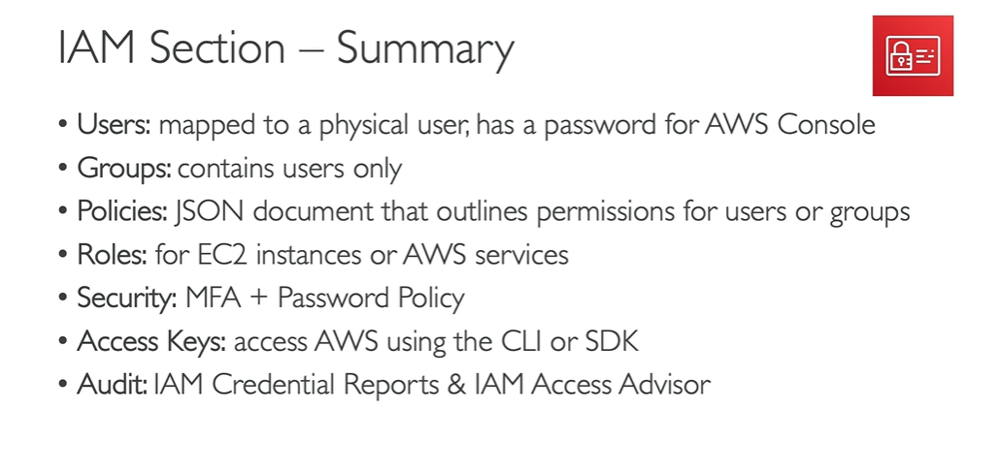 IAM Section – Summary
• Users: mapped to a physical user, has a password for AWS Console
• Groups: contains users only
• Policies: JSON document that outlines permissions for users or groups
• Roles: for EC2 instances or AWS services
• Security: MFA + Password Policy
• Access Keys: access AWS using the CLI or SDK
• Audit: IAM Credential Reports & IAM Access Advisor